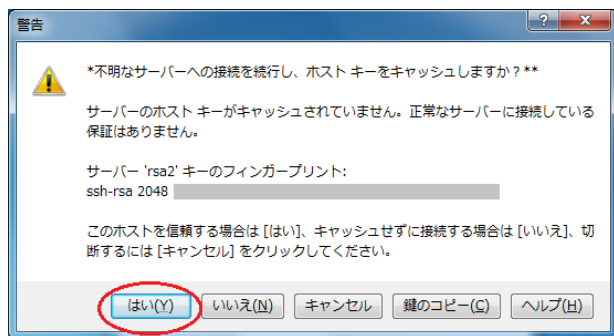 警告
*不明なサーバーへの接続を続行し、ホスト キーをキャッシュしますか？**
サーバーのホスト キーがキャッシュされていません。正常なサーバーに接続している
保証はありません。
サーバー 'rsa2' キーのフィンガープリント:
ssh-rsa 2048
このホストを信頼する場合は [はい]、キャッシュせずに接続する場合は [いいえ]、切
断するには [キャンセル] をクリックしてください。
はい(Y) いいえ(N) キャンセル 鍵のコピー(C) ヘルプ(H)